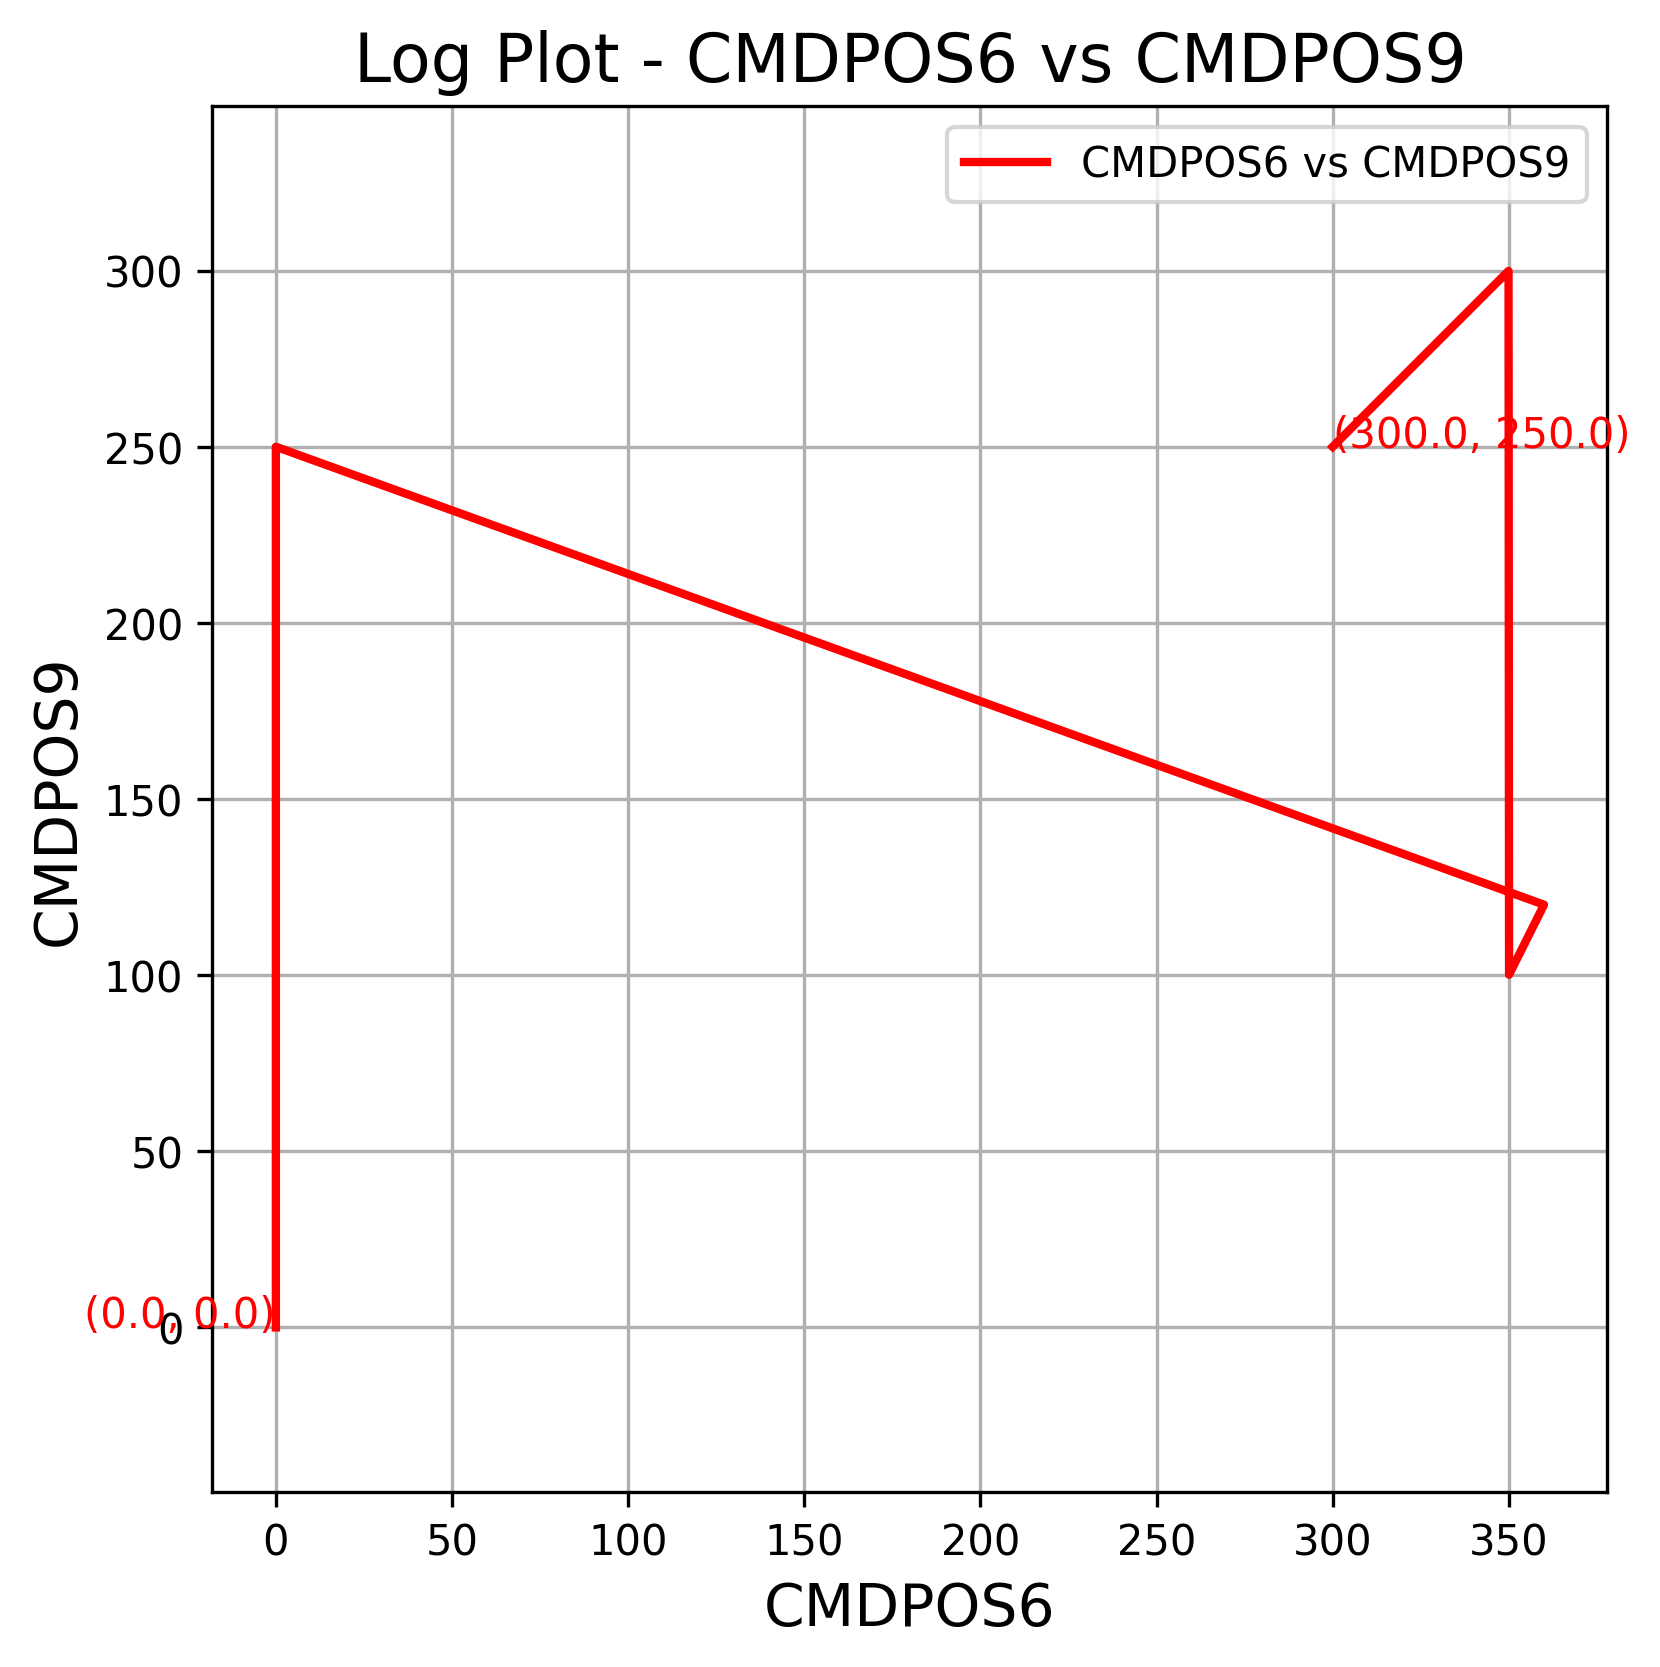 Log Plot - CMDPOS6 vs CMDPOS9
CMDPOS6 vs CMDPOS9
300
(300.0, 250.0)
250
200
CMDPOS9
150
100
50
(0.0, 0.0)
0
0 50 100 150 200 250 300 350
CMDPOS6